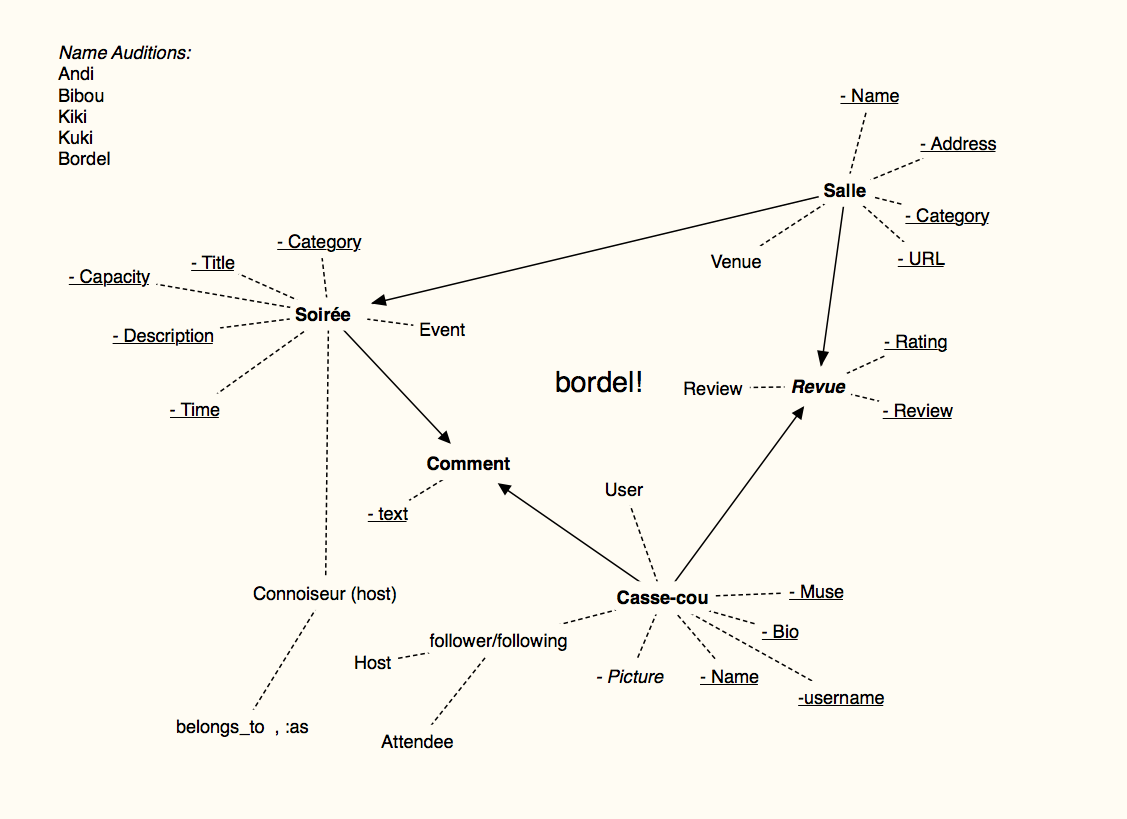 Name Auditions:
Andi
Bibou
Kiki
Kuki
Bordel
- Name
- Address
Salle
- Category
- URL
Venue
- Category
- Title
- Capacity
Soirée
Event
- Description
- Time
bordel!
- Rating
Review
Revue
- Review
Comment
- text
User
Connoiseur (host)
Casse-cou
- Muse
- Bio
follower/following
Host
- Picture
- Name
-username
belongs_to , :as
Attendee